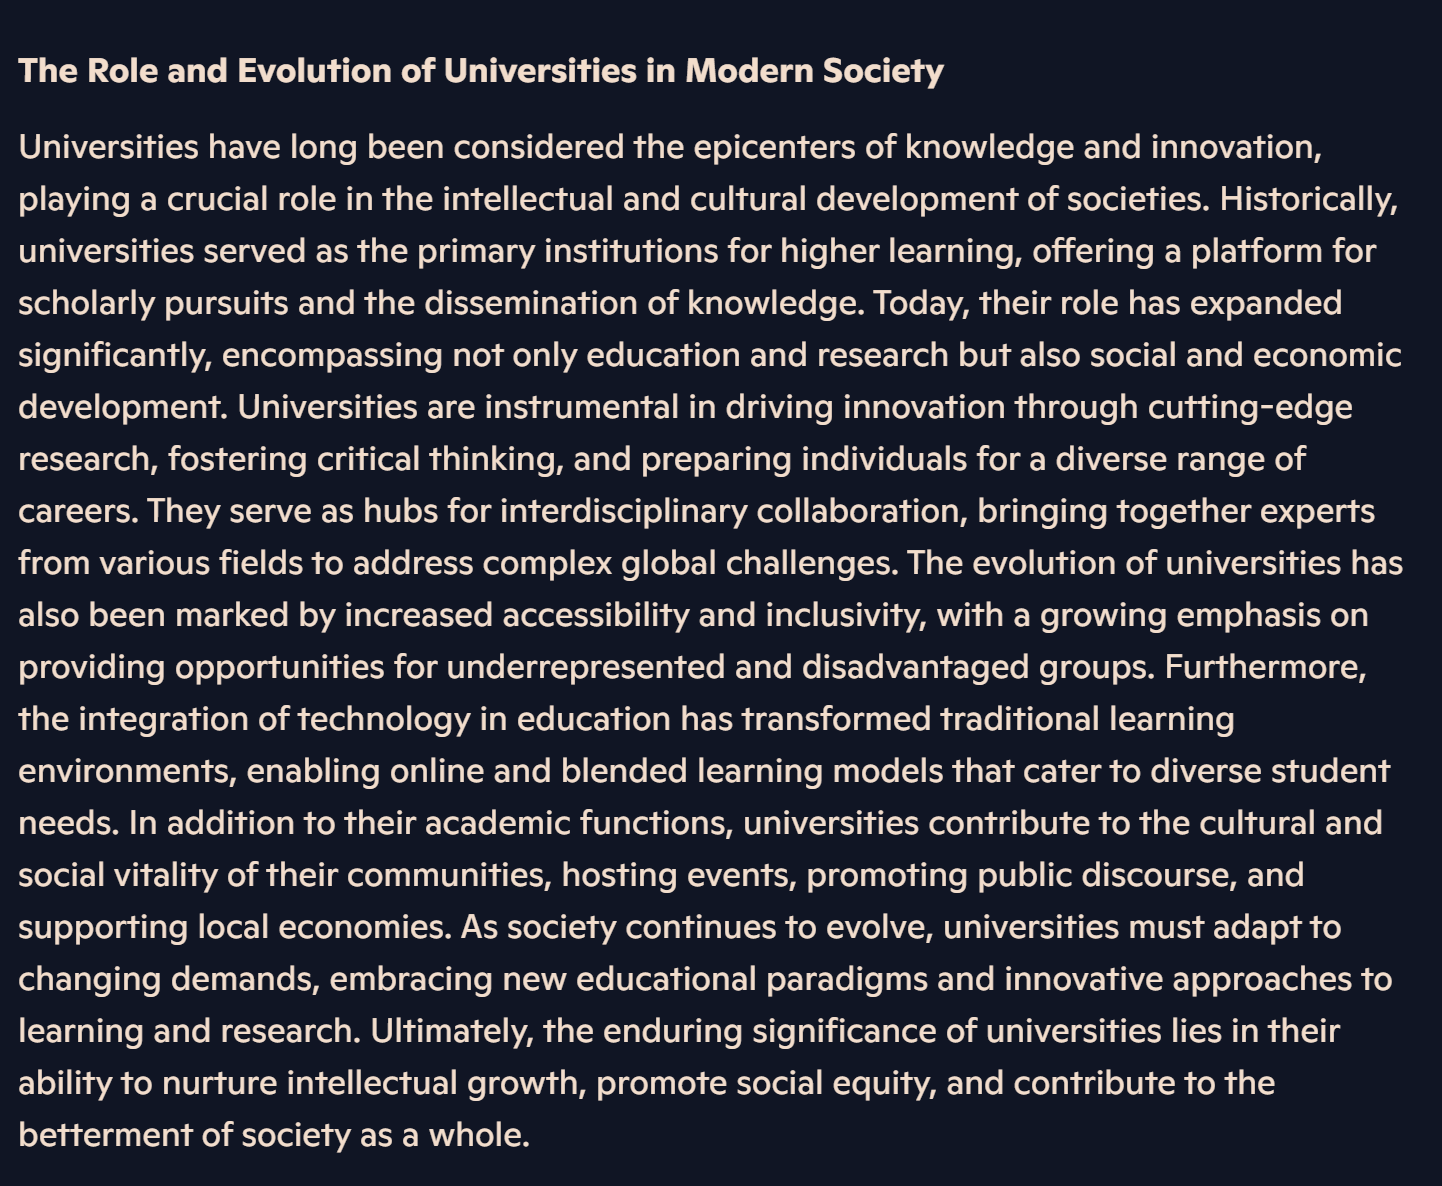 The Role and Evolution of Universities in Modern Society
Universities have long been considered the epicenters of knowledge and innovation,
playing a crucial role in the intellectual and cultural development of societies. Historically,
universities served as the primary institutions for higher learning, offering a platform for
scholarly pursuits and the dissemination of knowledge. Today, their role has expanded
significantly, encompassing not only education and research but also social and economic
development. Universities are instrumental in driving innovation through cutting-edge
research, fostering critical thinking, and preparing individuals for a diverse range of
careers. They serve as hubs for interdisciplinary collaboration, bringing together experts
from various fields to address complex global challenges. The evolution of universities has
also been marked by increased accessibility and inclusivity, with a growing emphasis on
providing opportunities for underrepresented and disadvantaged groups. Furthermore,
the integration of technology in education has transformed traditional learning
environments, enabling online and blended learning models that cater to diverse student
needs. In addition to their academic functions, universities contribute to the cultural and
social vitality of their communities, hosting events, promoting public discourse, and
supporting local economies. As society continues to evolve, universities must adapt to
changing demands, embracing new educational paradigms and innovative approaches to
learning and research. Ultimately, the enduring significance of universities lies in their
ability to nurture intellectual growth, promote social equity, and contribute to the
betterment of society as a whole.